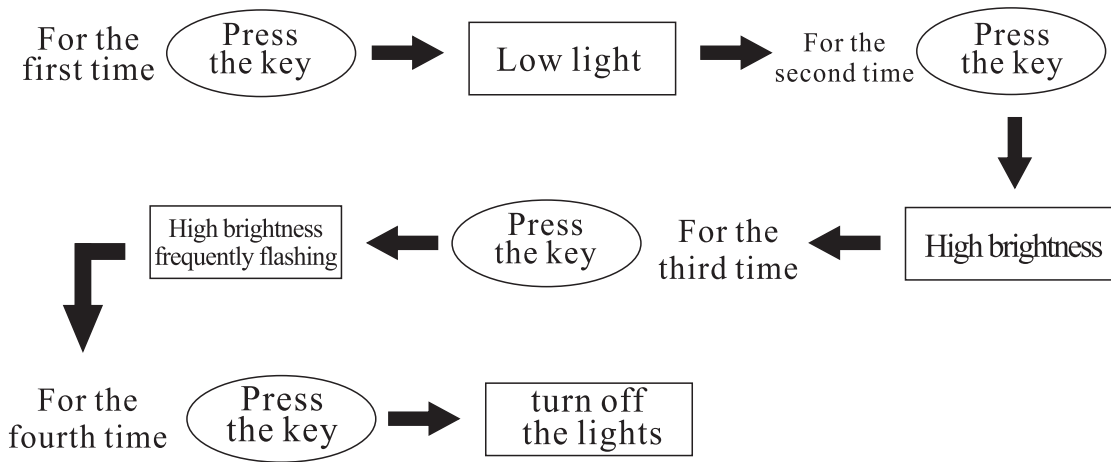 For the
first time
Press
the key
Low light
For the
second time
Press
the key
High brightness
For the
third time
Press
the key
High brightness
frequently flashing
For the
fourth time
Press
the key
turn off
the lights